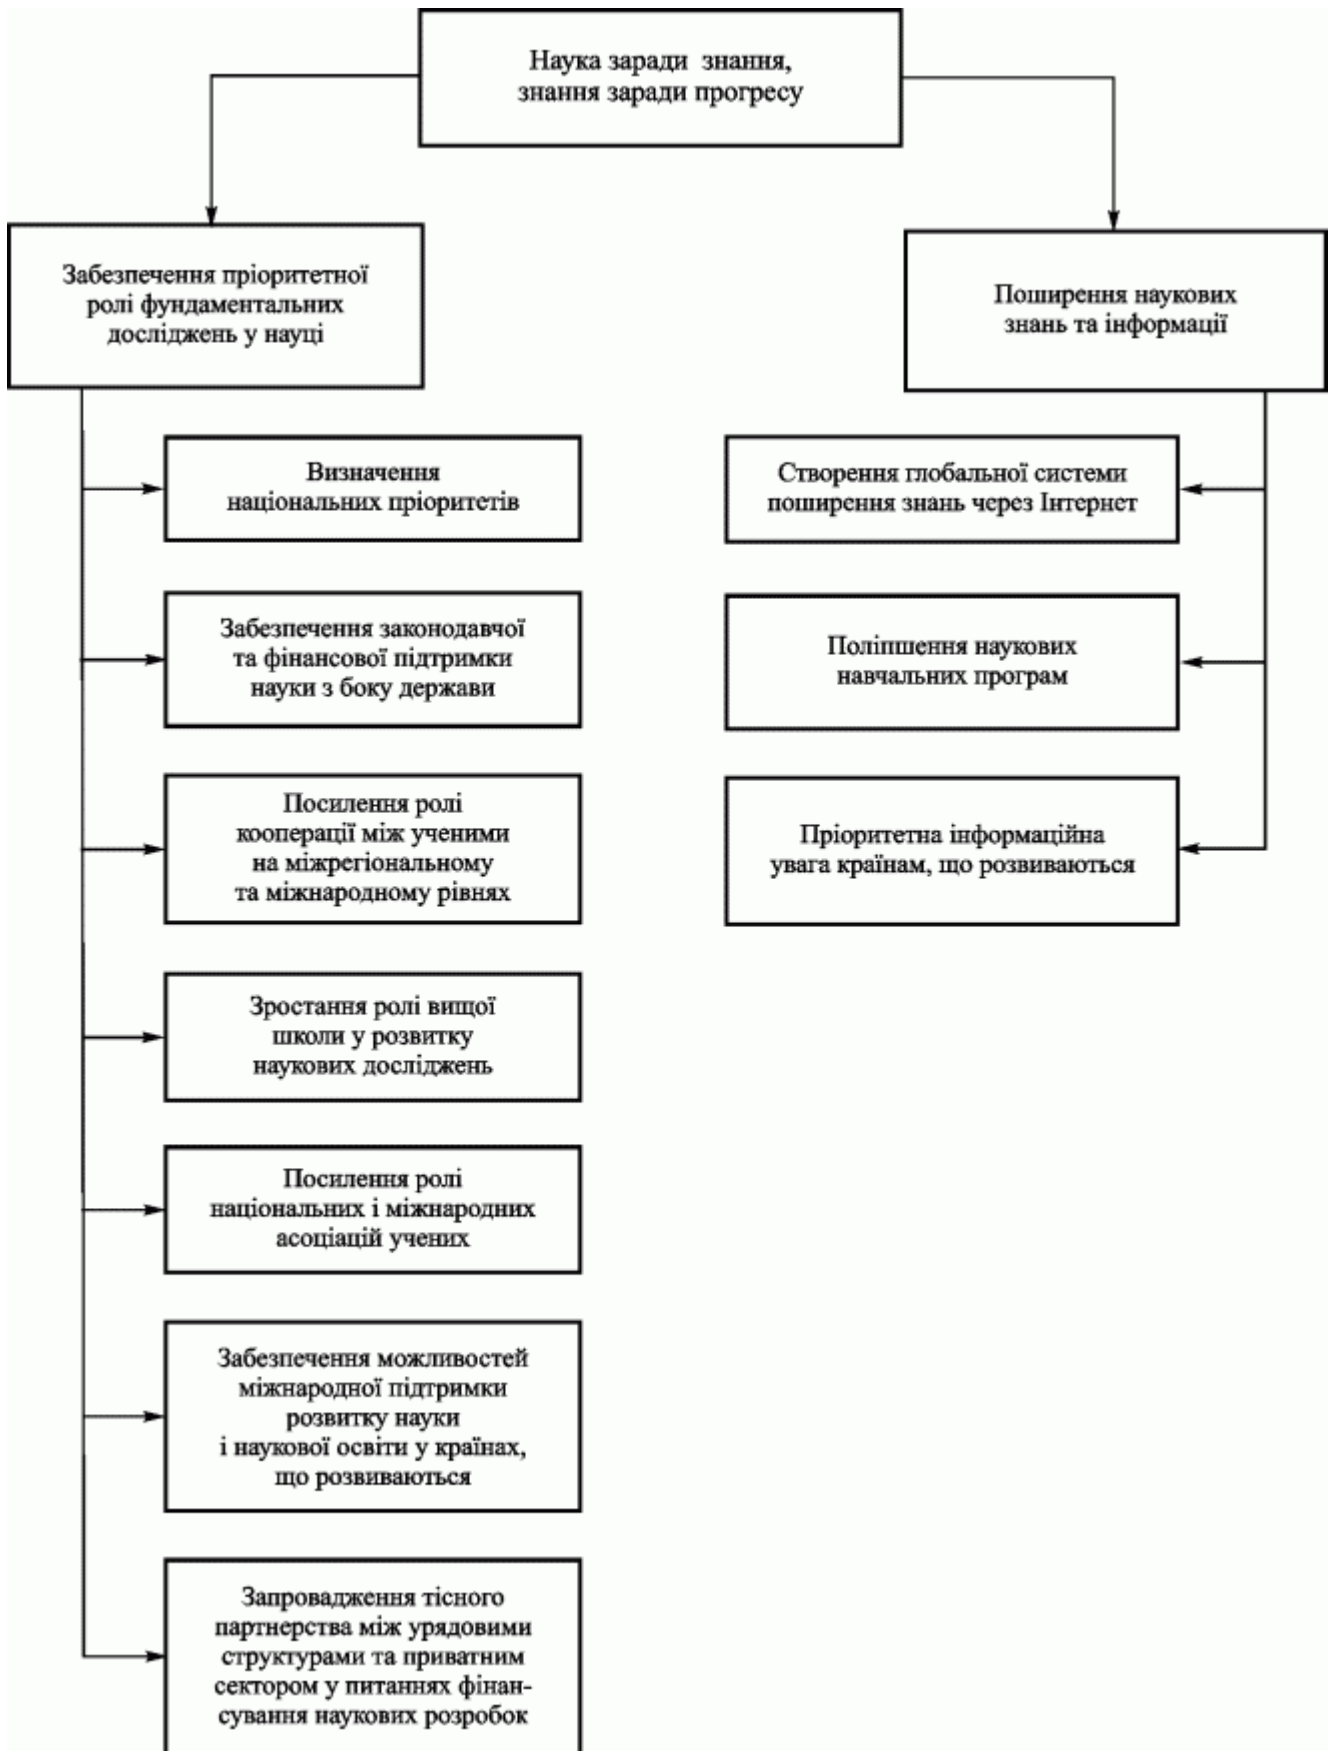 Наука заради знання,
знання заради прогресу
Забезпечення пріоритетної
ролі фундаментальних
досліджень у науці
Визначення
національних пріоритетів
Забезпечення законодавчої
та фінансової підтримки
науки з боку держави
Посилення ролі
кооперації між ученими
на міжрегіональному
та міжнародному рівнях
Зростання ролі вищої
школи у розвитку
наукових досліджень
Посилення ролі
національних і міжнародних
асоціацій учених
Забезпечення можливостей
міжнародної підтримки
розвитку науки
і наукової освіти у країнах,
що розвиваються
Запровадження тісного
партнерства між урядовими
структурами та приватним
сектором у питаннях фінан-
сування наукових розробок
Поширення наукових
знань та інформації
Створення глобальної системи
поширення знань через Інтернет
Поліпшення наукових
навчальних програм
Пріоритетна інформаційна
увага країнам, що розвиваються